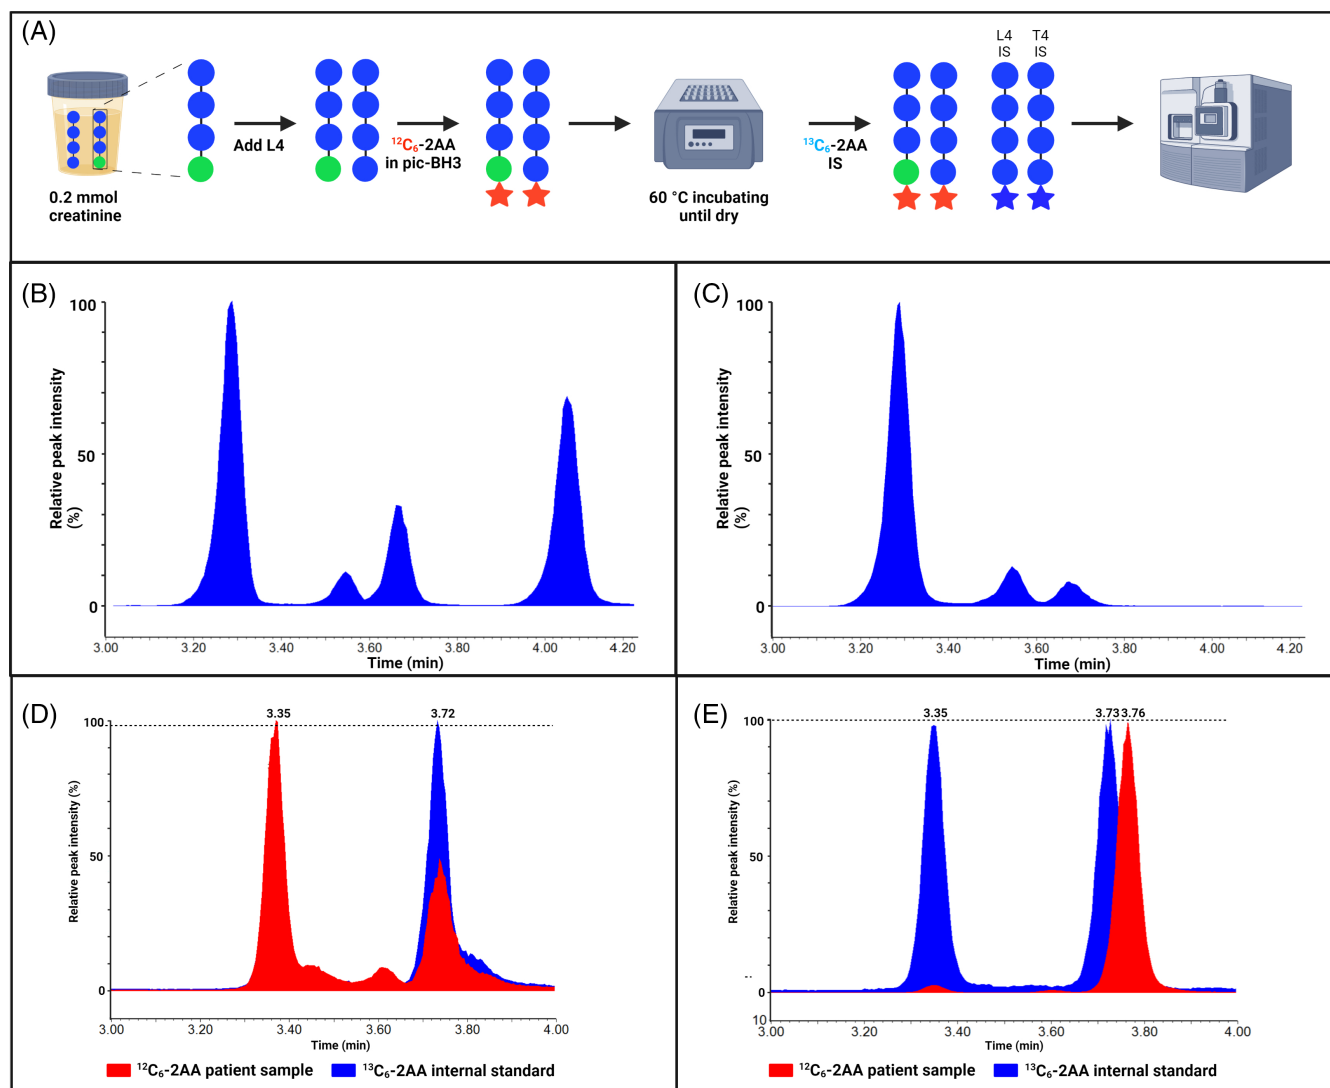 (A)
L4 T4
IS IS
Add L4
¹²C₆-2AA
in pic-BH3
¹³C₆-2AA
IS
0.2 mmol
creatinine
60 °C incubating
until dry
(B)
Relative peak intensity
(%)
100
50
0
3.00 3.20 3.40 3.60 3.80 4.00 4.20
Time (min)
(C)
Relative peak intensity
(%)
100
50
0
3.00 3.20 3.40 3.60 3.80 4.00 4.20
Time (min)
(D)
3.35 3.72
Relative peak intensity (%)
100
50
0
3.00 3.20 3.40 3.60 3.80 4.00
Time (min)
¹²C₆-2AA patient sample ¹³C₆-2AA internal standard
(E)
3.35 3.73 3.76
Relative peak intensity (%)
100
50
0
10
3.00 3.20 3.40 3.60 3.80 4.00
Time (min)
¹²C₆-2AA patient sample ¹³C₆-2AA internal standard